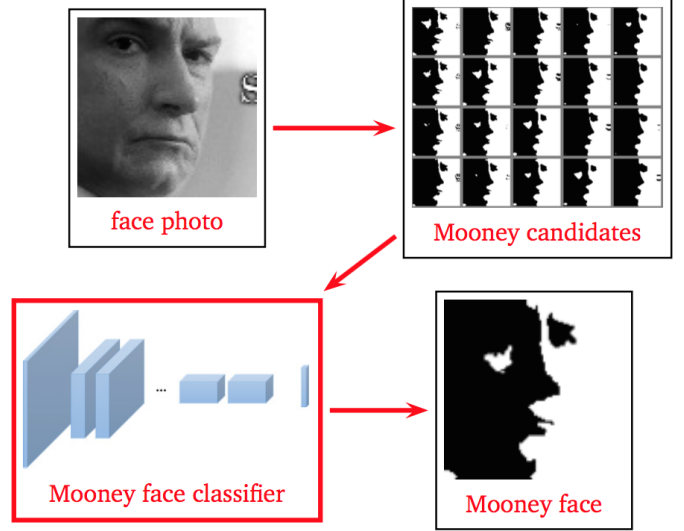 S
face photo
Mooney candidates
...
Mooney face classifier
Mooney face